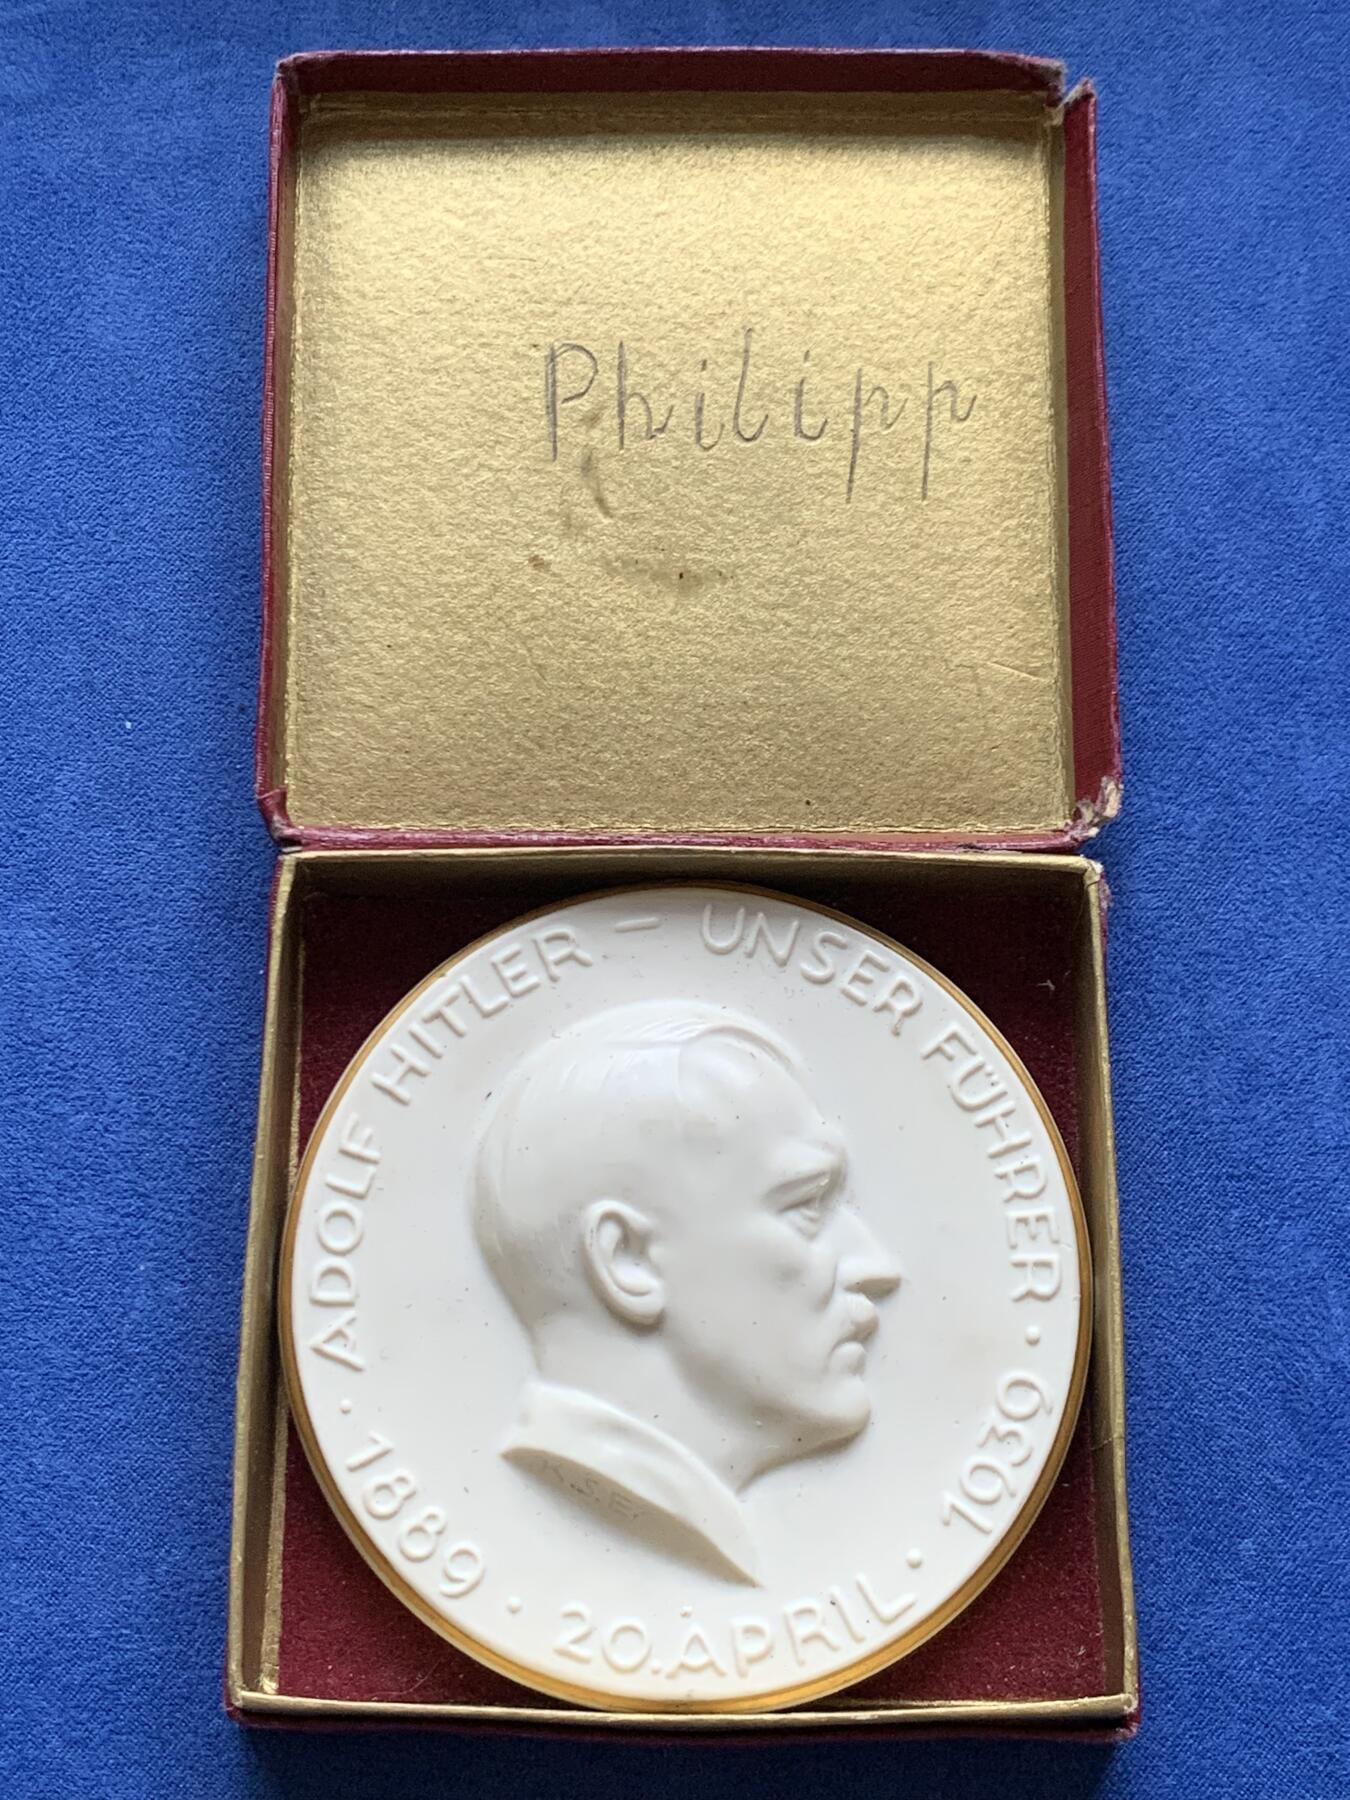 Philipp
ADOLF HITLER – UNSER FÜHRER · 1939 · 20. APRIL · 1889 ·